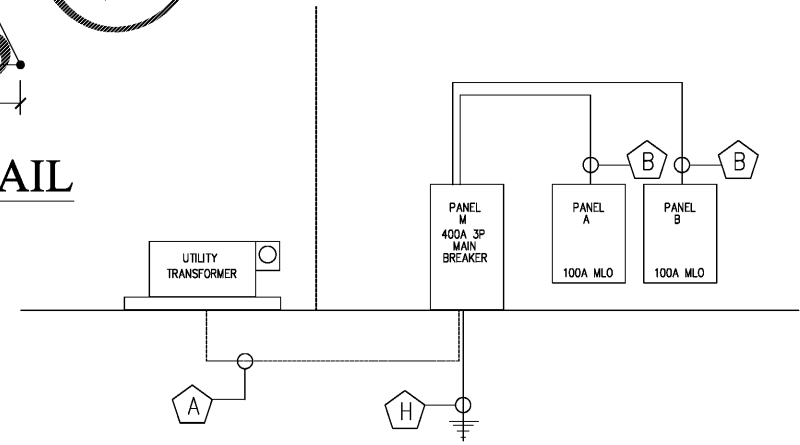 AIL
UTILITY
TRANSFORMER
PANEL
M
400A 3P
MAIN
BREAKER
PANEL
A
100A MLO
PANEL
B
100A MLO
B
B
A
H